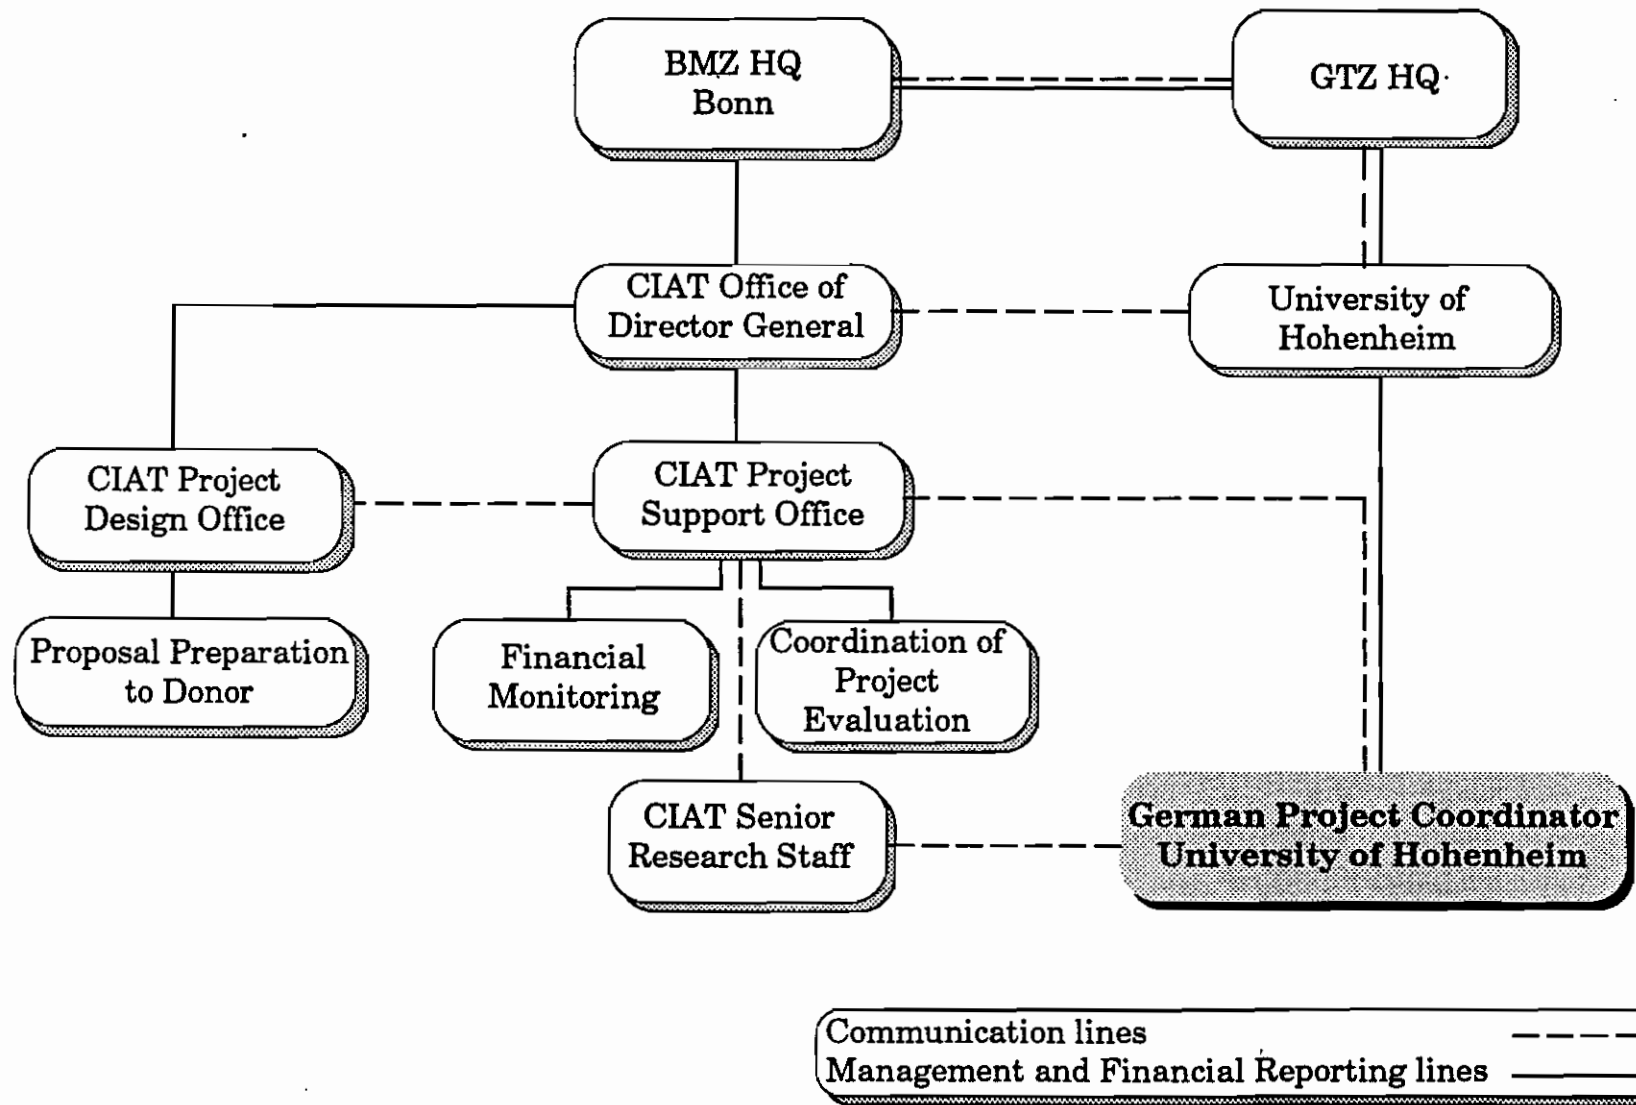 BMZ HQ
Bonn
GTZ HQ
CIAT Office of
Director General
University of
Hohenheim
CIAT Project
Design Office
CIAT Project
Support Office
Proposal Preparation
to Donor
Financial
Monitoring
Coordination of
Project
Evaluation
CIAT Senior
Research Staff
German Project Coordinator
University of Hohenheim
Communication lines
Management and Financial Reporting lines